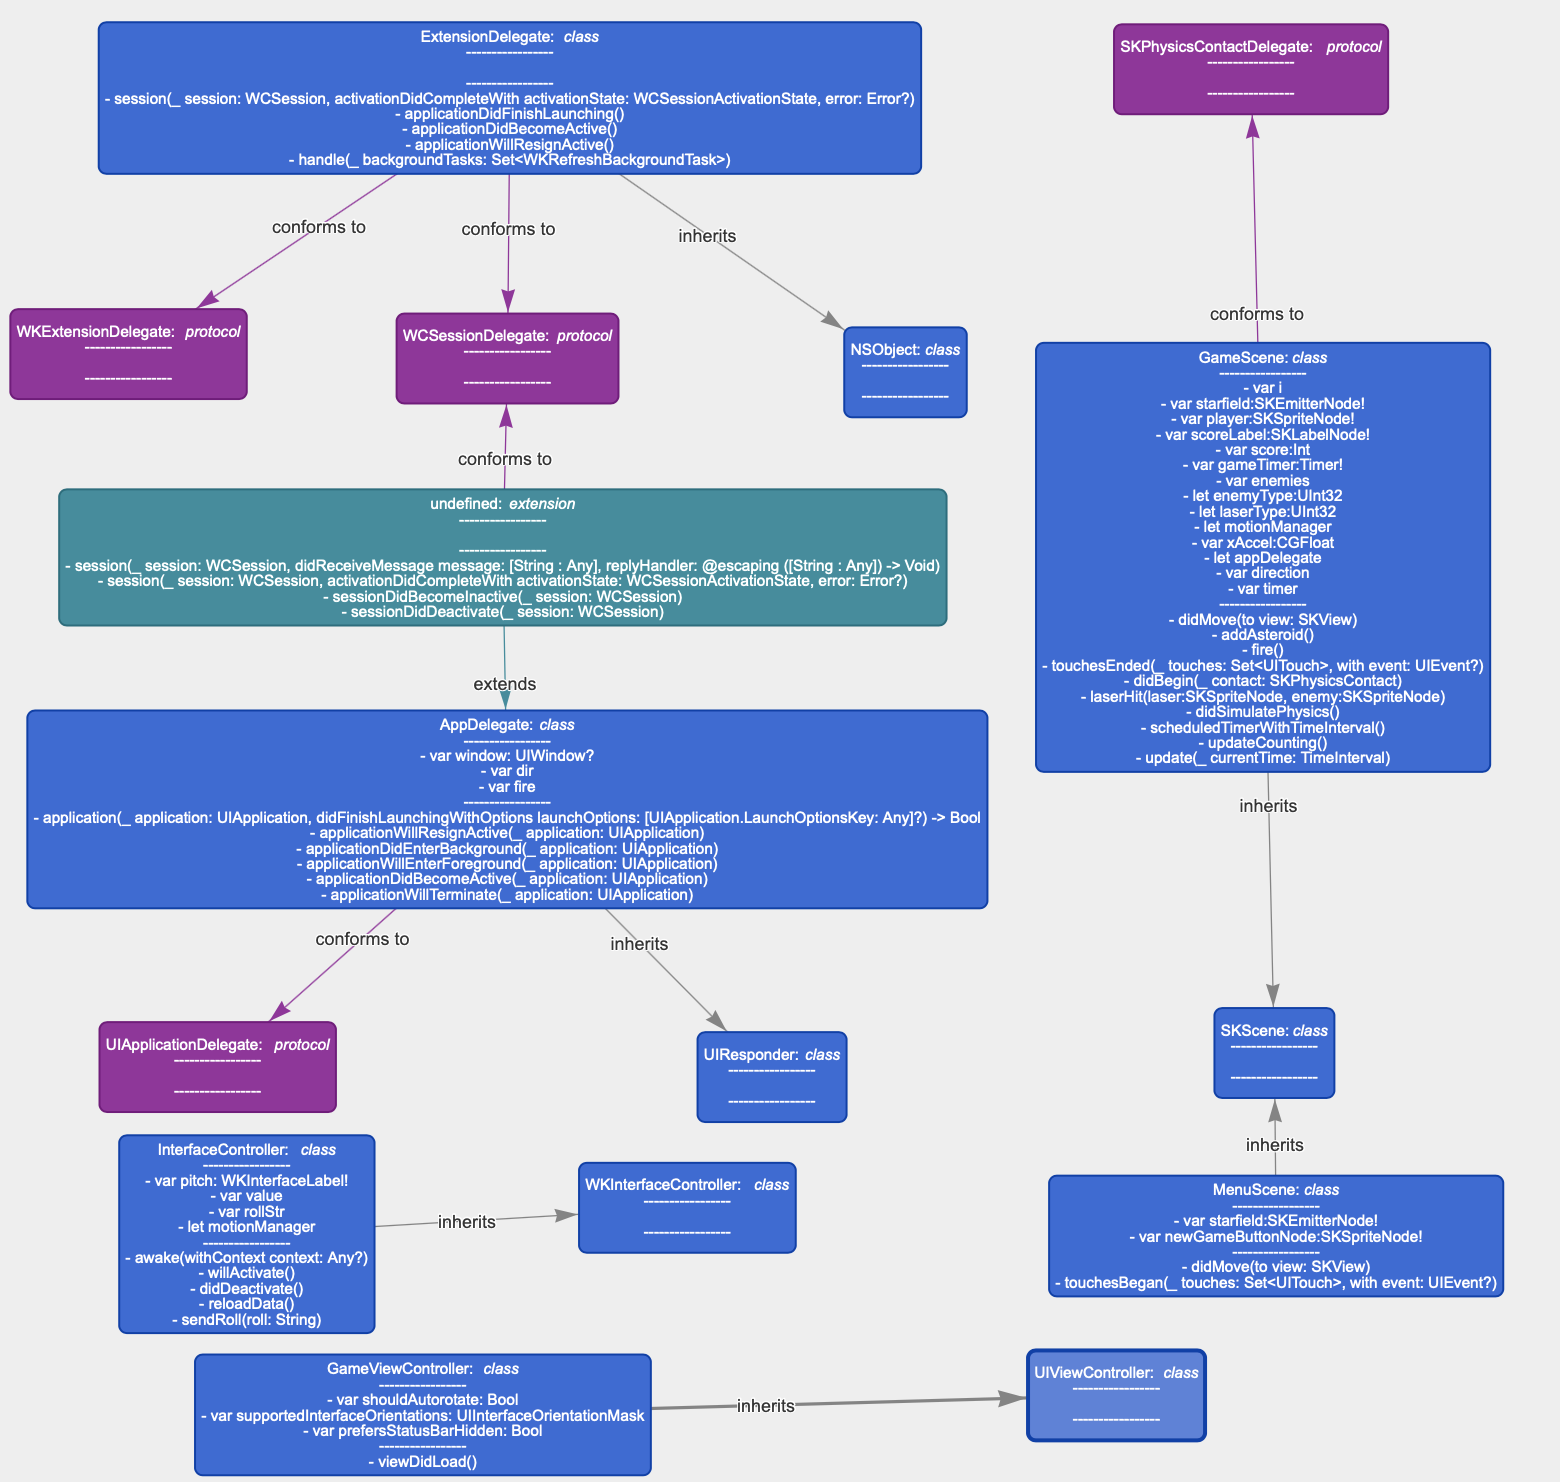 ExtensionDelegate: class
-----------------
-----------------
- session(_ session: WCSession, activationDidCompleteWith activationState: WCSessionActivationState, error: Error?)
- applicationDidFinishLaunching()
- applicationDidBecomeActive()
- applicationWillResignActive()
- handle(_ backgroundTasks: Set<WKRefreshBackgroundTask>)
conforms to
conforms to
inherits
WKExtensionDelegate: protocol
-----------------
-----------------
WCSessionDelegate: protocol
-----------------
-----------------
NSObject: class
-----------------
-----------------
conforms to
undefined: extension
-----------------
-----------------
- session(_ session: WCSession, didReceiveMessage message: [String : Any], replyHandler: @escaping ([String : Any]) -> Void)
- session(_ session: WCSession, activationDidCompleteWith activationState: WCSessionActivationState, error: Error?)
- sessionDidBecomeInactive(_ session: WCSession)
- sessionDidDeactivate(_ session: WCSession)
extends
AppDelegate: class
-----------------
- var window: UIWindow?
- var dir
- var fire
-----------------
- application(_ application: UIApplication, didFinishLaunchingWithOptions launchOptions: [UIApplication.LaunchOptionsKey: Any]?) -> Bool
- applicationWillResignActive(_ application: UIApplication)
- applicationDidEnterBackground(_ application: UIApplication)
- applicationWillEnterForeground(_ application: UIApplication)
- applicationDidBecomeActive(_ application: UIApplication)
- applicationWillTerminate(_ application: UIApplication)
conforms to
inherits
UIApplicationDelegate: protocol
-----------------
-----------------
UIResponder: class
-----------------
-----------------
SKPhysicsContactDelegate: protocol
-----------------
-----------------
conforms to
GameScene: class
-----------------
- var i
- var starfield:SKEmitterNode!
- var player:SKSpriteNode!
- var scoreLabel:SKLabelNode!
- var score:Int
- var gameTimer:Timer!
- var enemies
- let enemyType:UInt32
- let laserType:UInt32
- let motionManager
- var xAccel:CGFloat
- let appDelegate
- var direction
- var timer
-----------------
- didMove(to view: SKView)
- addAsteroid()
- fire()
- touchesEnded(_ touches: Set<UITouch>, with event: UIEvent?)
- didBegin(_ contact: SKPhysicsContact)
- laserHit(laser:SKSpriteNode, enemy:SKSpriteNode)
- didSimulatePhysics()
- scheduledTimerWithTimeInterval()
- updateCounting()
- update(_ currentTime: TimeInterval)
inherits
SKScene: class
-----------------
-----------------
inherits
MenuScene: class
-----------------
- var starfield:SKEmitterNode!
- var newGameButtonNode:SKSpriteNode!
-----------------
- didMove(to view: SKView)
- touchesBegan(_ touches: Set<UITouch>, with event: UIEvent?)
InterfaceController: class
-----------------
- var pitch: WKInterfaceLabel!
- var value
- var rollStr
- let motionManager
-----------------
- awake(withContext context: Any?)
- willActivate()
- didDeactivate()
- reloadData()
- sendRoll(roll: String)
inherits
WKInterfaceController: class
-----------------
-----------------
GameViewController: class
-----------------
- var shouldAutorotate: Bool
- var supportedInterfaceOrientations: UIInterfaceOrientationMask
- var prefersStatusBarHidden: Bool
-----------------
- viewDidLoad()
inherits
UIViewController: class
-----------------
-----------------